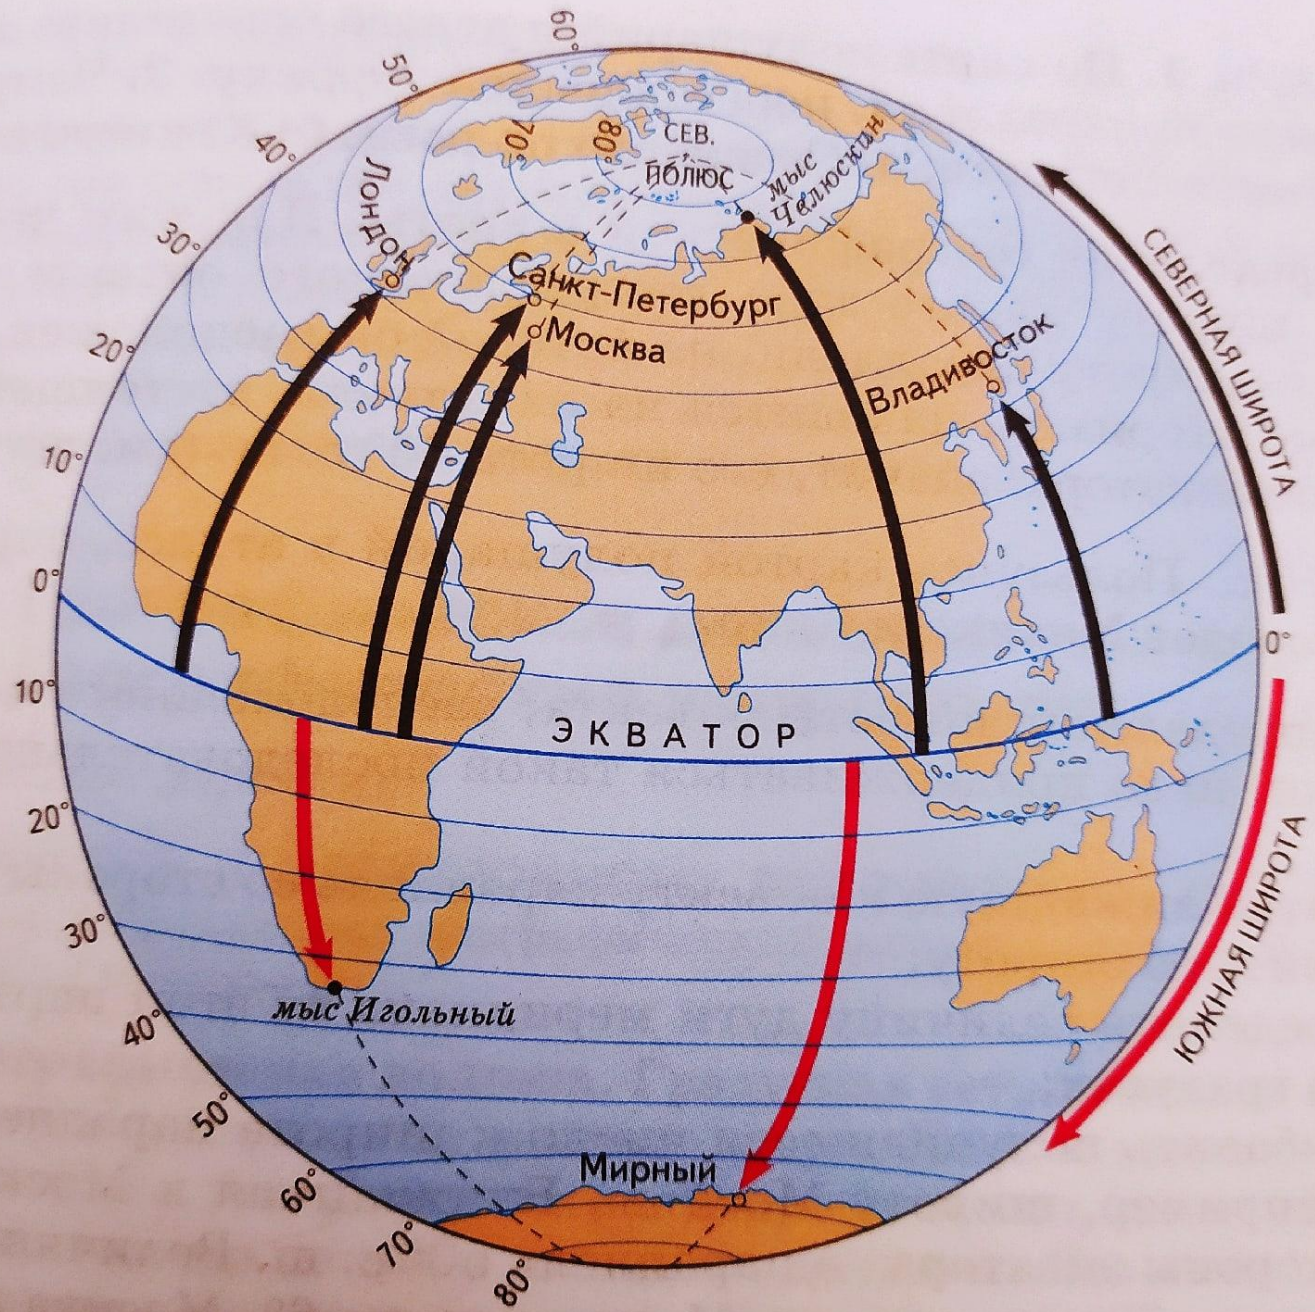 60°
50°
40°
30°
20°
10°
0°
10°
20°
30°
40°
50°
60°
70°
80°
70°
80°
СЕВ.
ПОЛЮС
мыс
Челюскин
Лондон
Санкт-Петербург
Москва
Владивосток
СЕВЕРНАЯ ШИРОТА
0°
ЭКВАТОР
ЮЖНАЯ ШИРОТА
мыс Игольный
Мирный